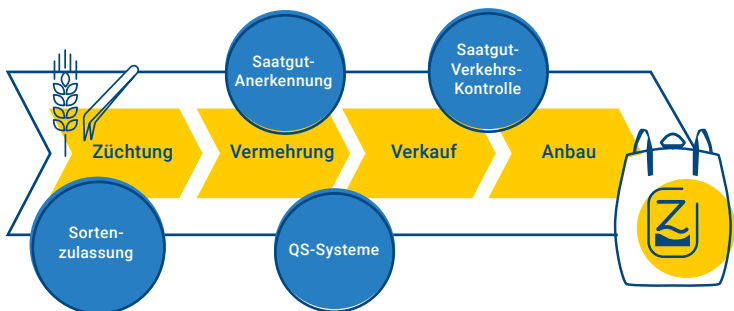 Saatgut-
Anerkennung
Saatgut-
Verkehrs-
Kontrolle
Züchtung
Vermehrung
Verkauf
Anbau
Sorten-
zulassung
QS-Systeme
Z